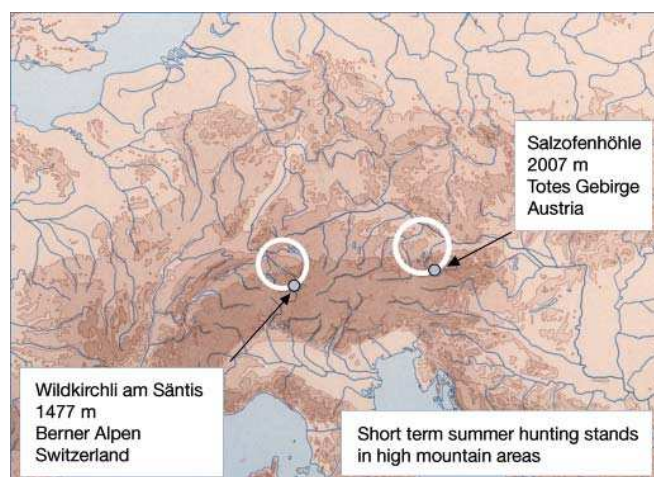 Salzofenhöhle
2007 m
Totes Gebirge
Austria
Wildkirchli am Säntis
1477 m
Berner Alpen
Switzerland
Short term summer hunting stands
in high mountain areas